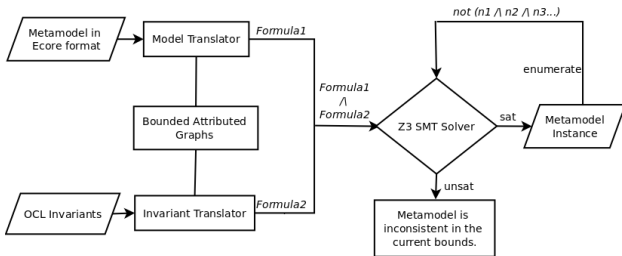 Metamodel in
Ecore format
Model Translator
Formula1
Bounded Attributed
Graphs
OCL Invariants
Invariant Translator
Formula2
Formula1
/\
Formula2
not (n1 /\ n2 /\ n3...)
enumerate
Z3 SMT Solver
sat
Metamodel
Instance
unsat
Metamodel is
inconsistent in the
current bounds.